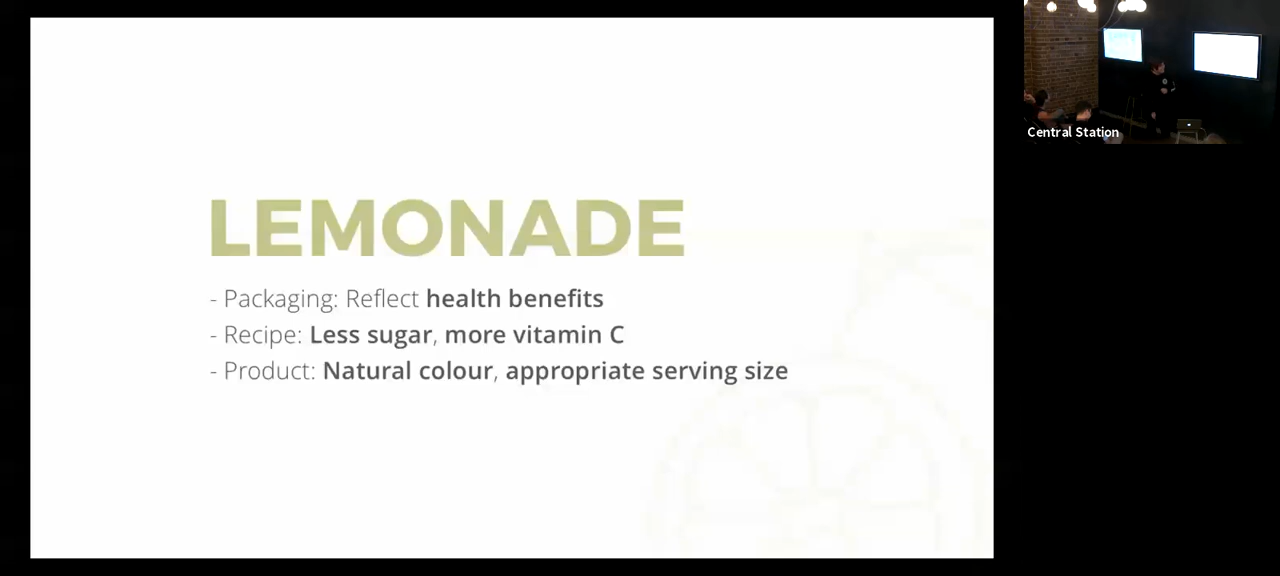 LEMONADE
- Packaging: Reflect health benefits
- Recipe: Less sugar, more vitamin C
- Product: Natural colour, appropriate serving size
Central Station